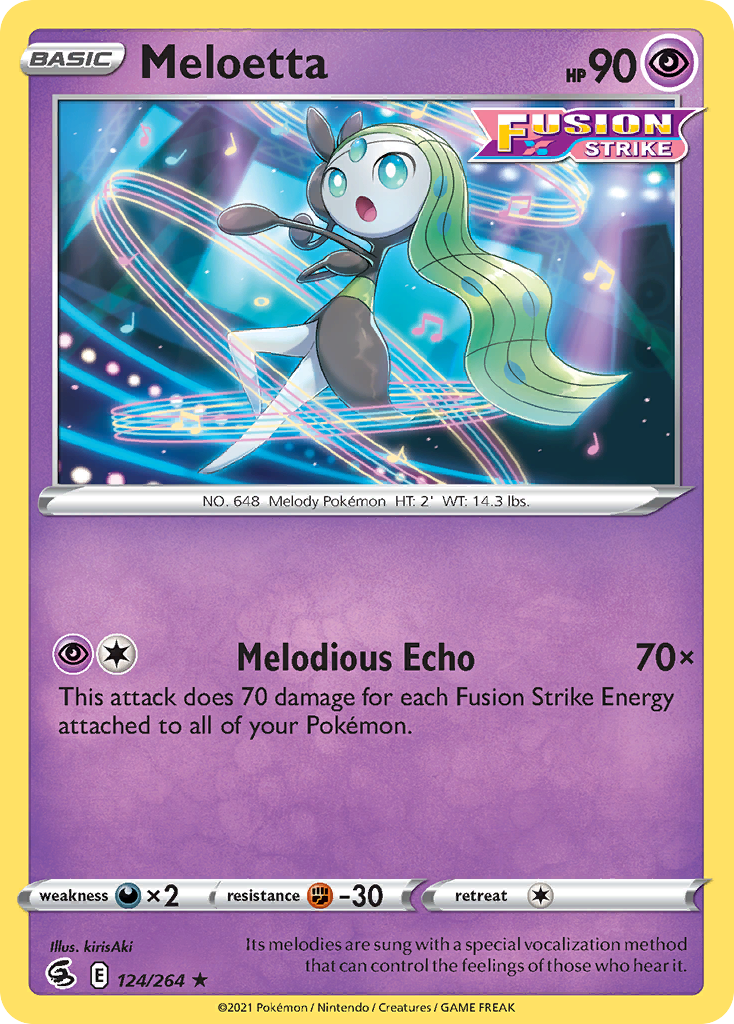 BASIC
Meloetta
HP 90
FUSION
STRIKE
NO. 648 Melody Pokémon HT: 2' WT: 14.3 lbs.
Melodious Echo 70×
This attack does 70 damage for each Fusion Strike Energy
attached to all of your Pokémon.
weakness ×2 resistance -30 retreat
Illus. kirisAki
Its melodies are sung with a special vocalization method
that can control the feelings of those who hear it.
E 124/264 ★
©2021 Pokémon / Nintendo / Creatures / GAME FREAK